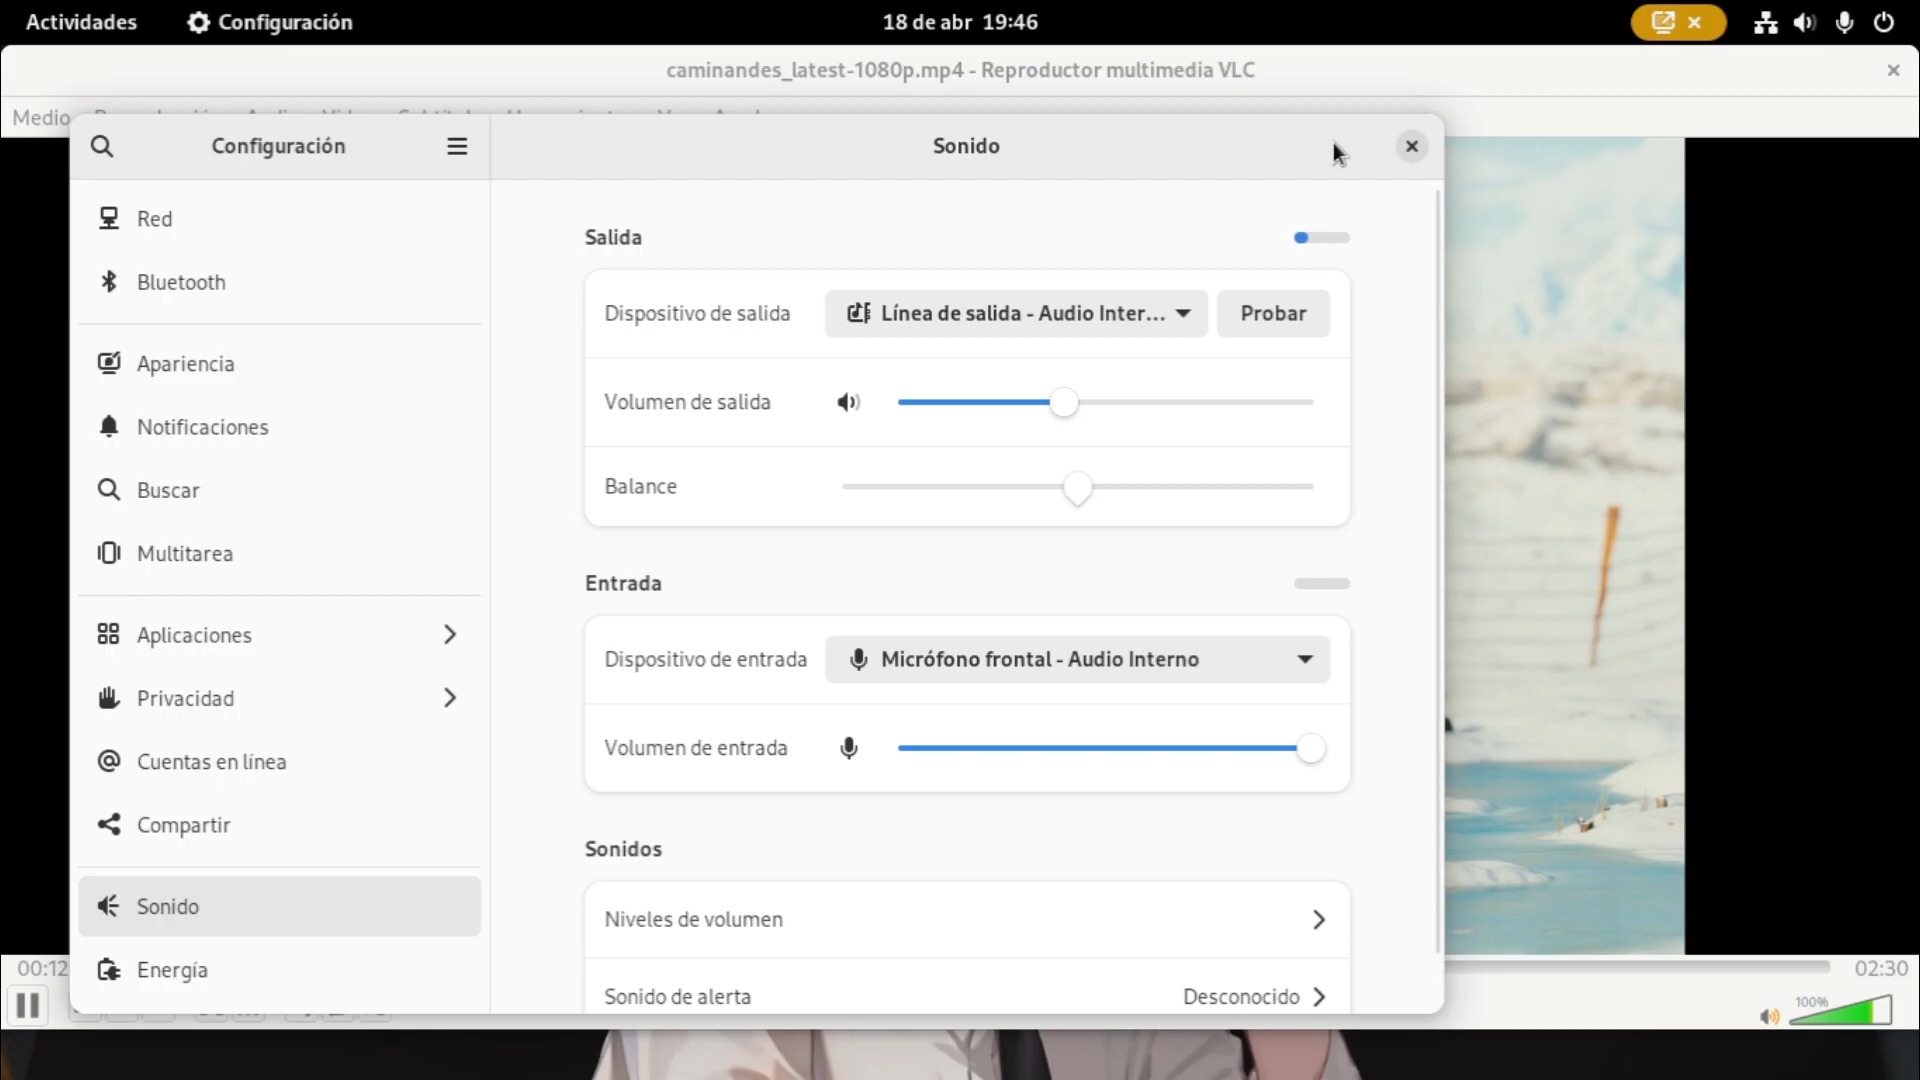 Actividades
Configuración
18 de abr 19:46
caminandes_latest-1080p.mp4 - Reproductor multimedia VLC
Medio
Configuración
Sonido
Red
Bluetooth
Apariencia
Notificaciones
Buscar
Multitarea
Aplicaciones
Privacidad
Cuentas en línea
Compartir
Sonido
Energía
Salida
Dispositivo de salida
Línea de salida - Audio Inter...
Probar
Volumen de salida
Balance
Entrada
Dispositivo de entrada
Micrófono frontal - Audio Interno
Volumen de entrada
Sonidos
Niveles de volumen
Sonido de alerta
Desconocido
00:12
02:30
100%